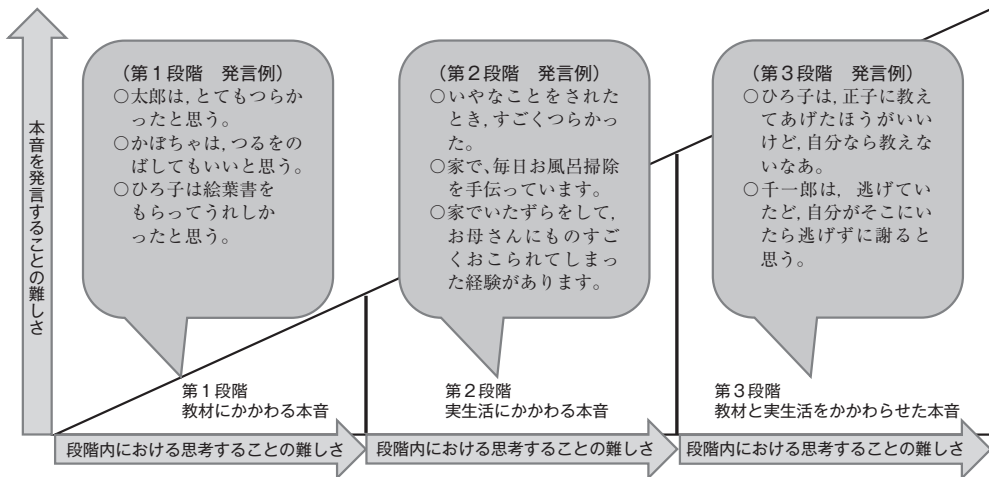 本音を発言することの難しさ
(第1段階 発言例)
○太郎は,とてもつらか
ったと思う。
○かぼちゃは,つるをの
ばしてもいいと思う。
○ひろ子は絵葉書を
もらってうれしか
ったと思う。
(第2段階 発言例)
○いやなことをされた
とき,すごくつらかっ
た。
○家で、毎日お風呂掃除
を手伝っています。
○家でいたずらをして,
お母さんにものすご
くおこられてしまっ
た経験があります。
(第3段階 発言例)
○ひろ子は,正子に教え
てあげたほうがいい
けど,自分なら教えな
いなあ。
○千一郎は, 逃げてい
たど,自分がそこにい
たら逃げずに謝ると
思う。
第1段階
教材にかかわる本音
第2段階
実生活にかかわる本音
第3段階
教材と実生活をかかわらせた本音
段階内における思考することの難しさ
段階内における思考することの難しさ
段階内における思考することの難しさ